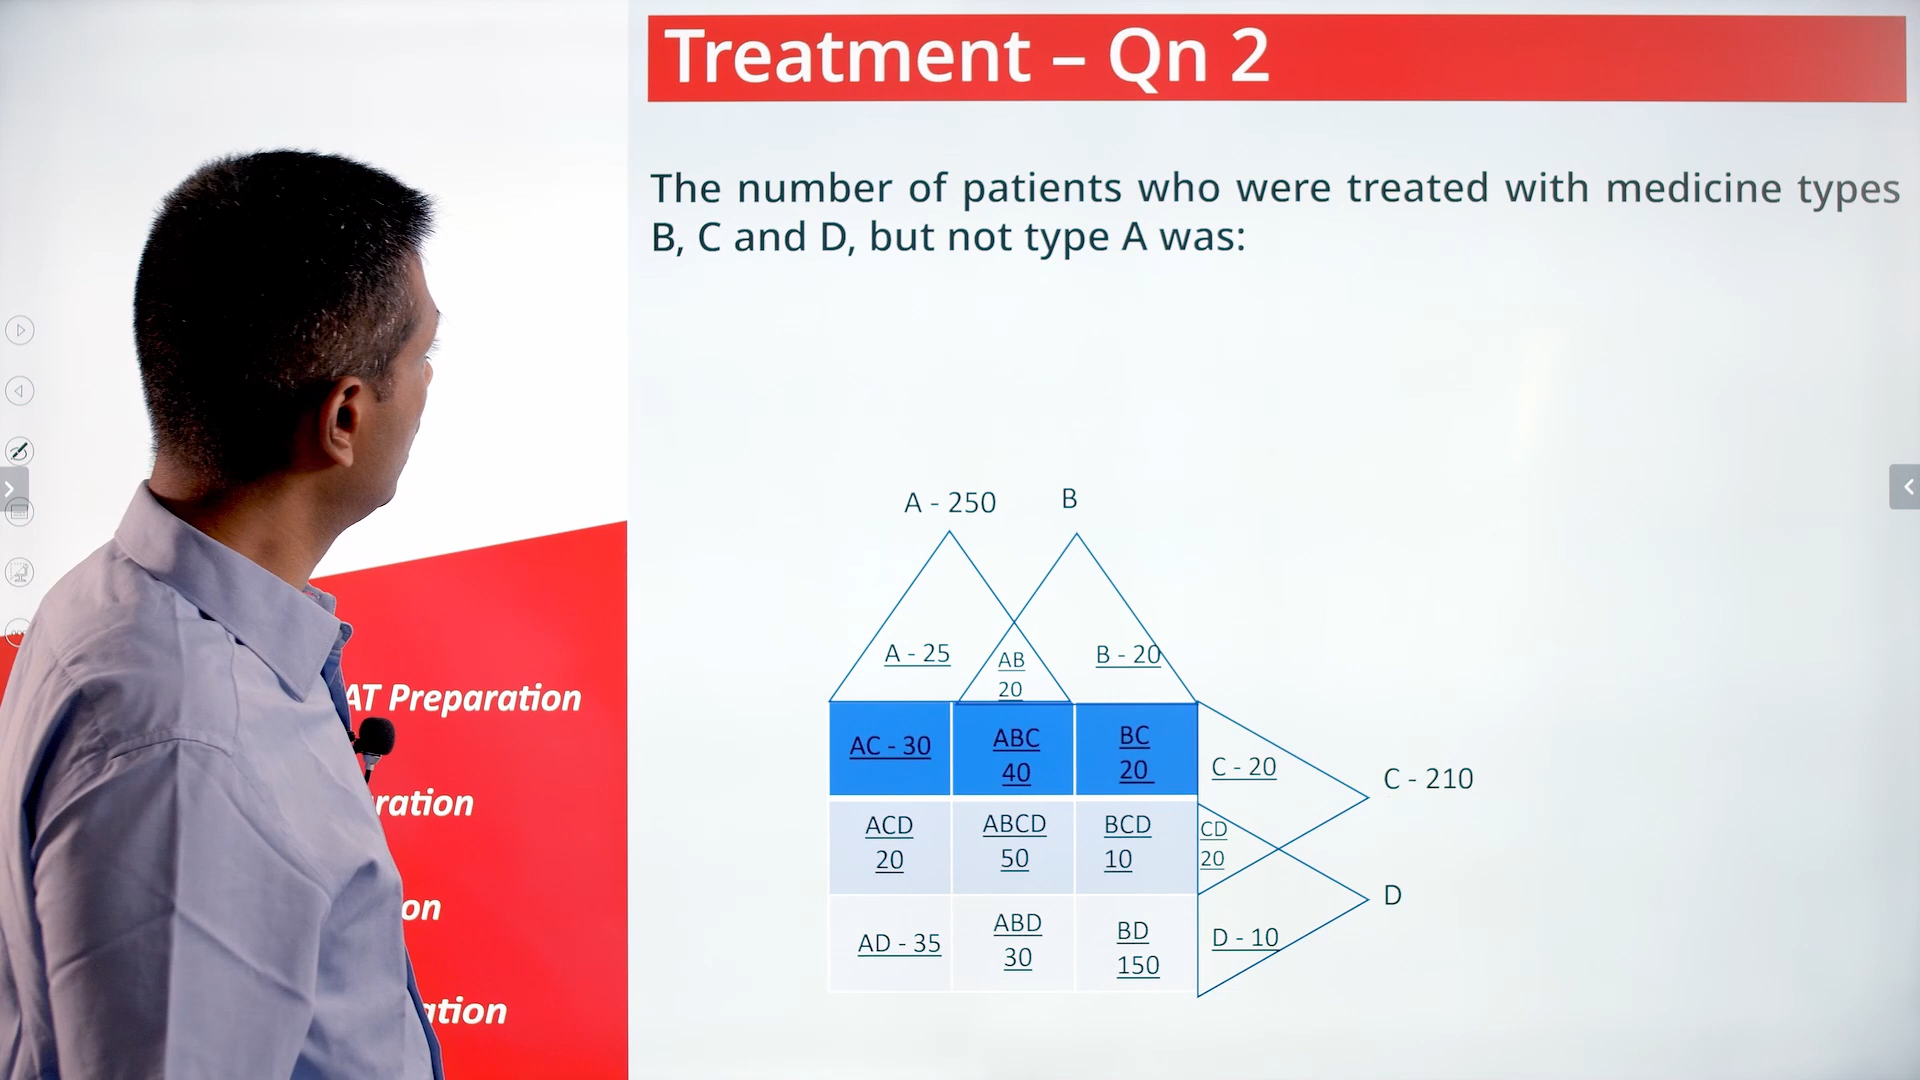 Treatment – Qn 2
The number of patients who were treated with medicine types
B, C and D, but not type A was:
A - 250
B
A - 25
AB
20
B - 20
AC - 30
ABC
40
BC
20
C - 20
C - 210
ACD
20
ABCD
50
BCD
10
CD
20
D
AD - 35
ABD
30
BD
150
D - 10
AT Preparation
ration
on
ation